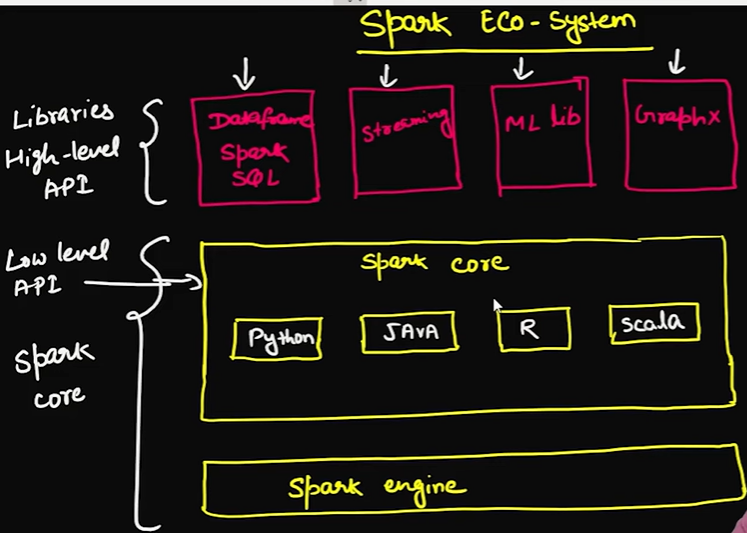 Spark Eco-System
Libraries
High-level
API
Dataframe
Spark
SQL
Streaming
ML lib
GraphX
Low level
API
Spark
core
Spark core
Python
JAVA
R
Scala
Spark engine